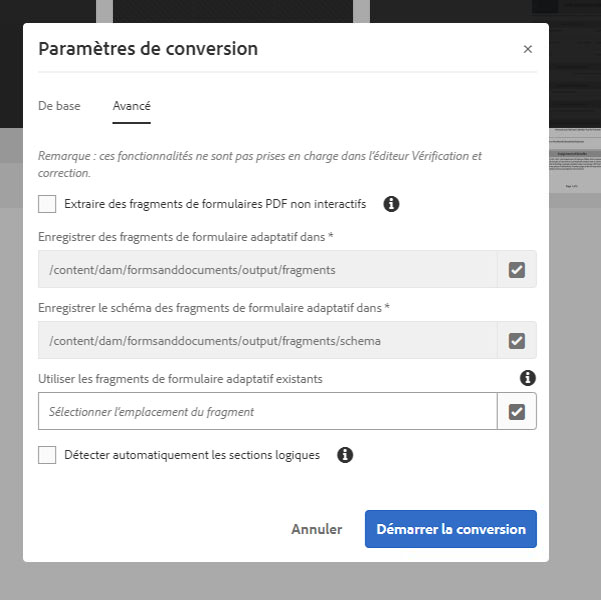 Paramètres de conversion
De base
Avancé
Remarque : ces fonctionnalités ne sont pas prises en charge dans l'éditeur Vérification et
correction.
Extraire des fragments de formulaires PDF non interactifs
Enregistrer des fragments de formulaire adaptatif dans *
/content/dam/formsanddocuments/output/fragments
Enregistrer le schéma des fragments de formulaire adaptatif dans *
/content/dam/formsanddocuments/output/fragments/schema
Utiliser les fragments de formulaire adaptatif existants
Sélectionner l'emplacement du fragment
Détecter automatiquement les sections logiques
Annuler
Démarrer la conversion